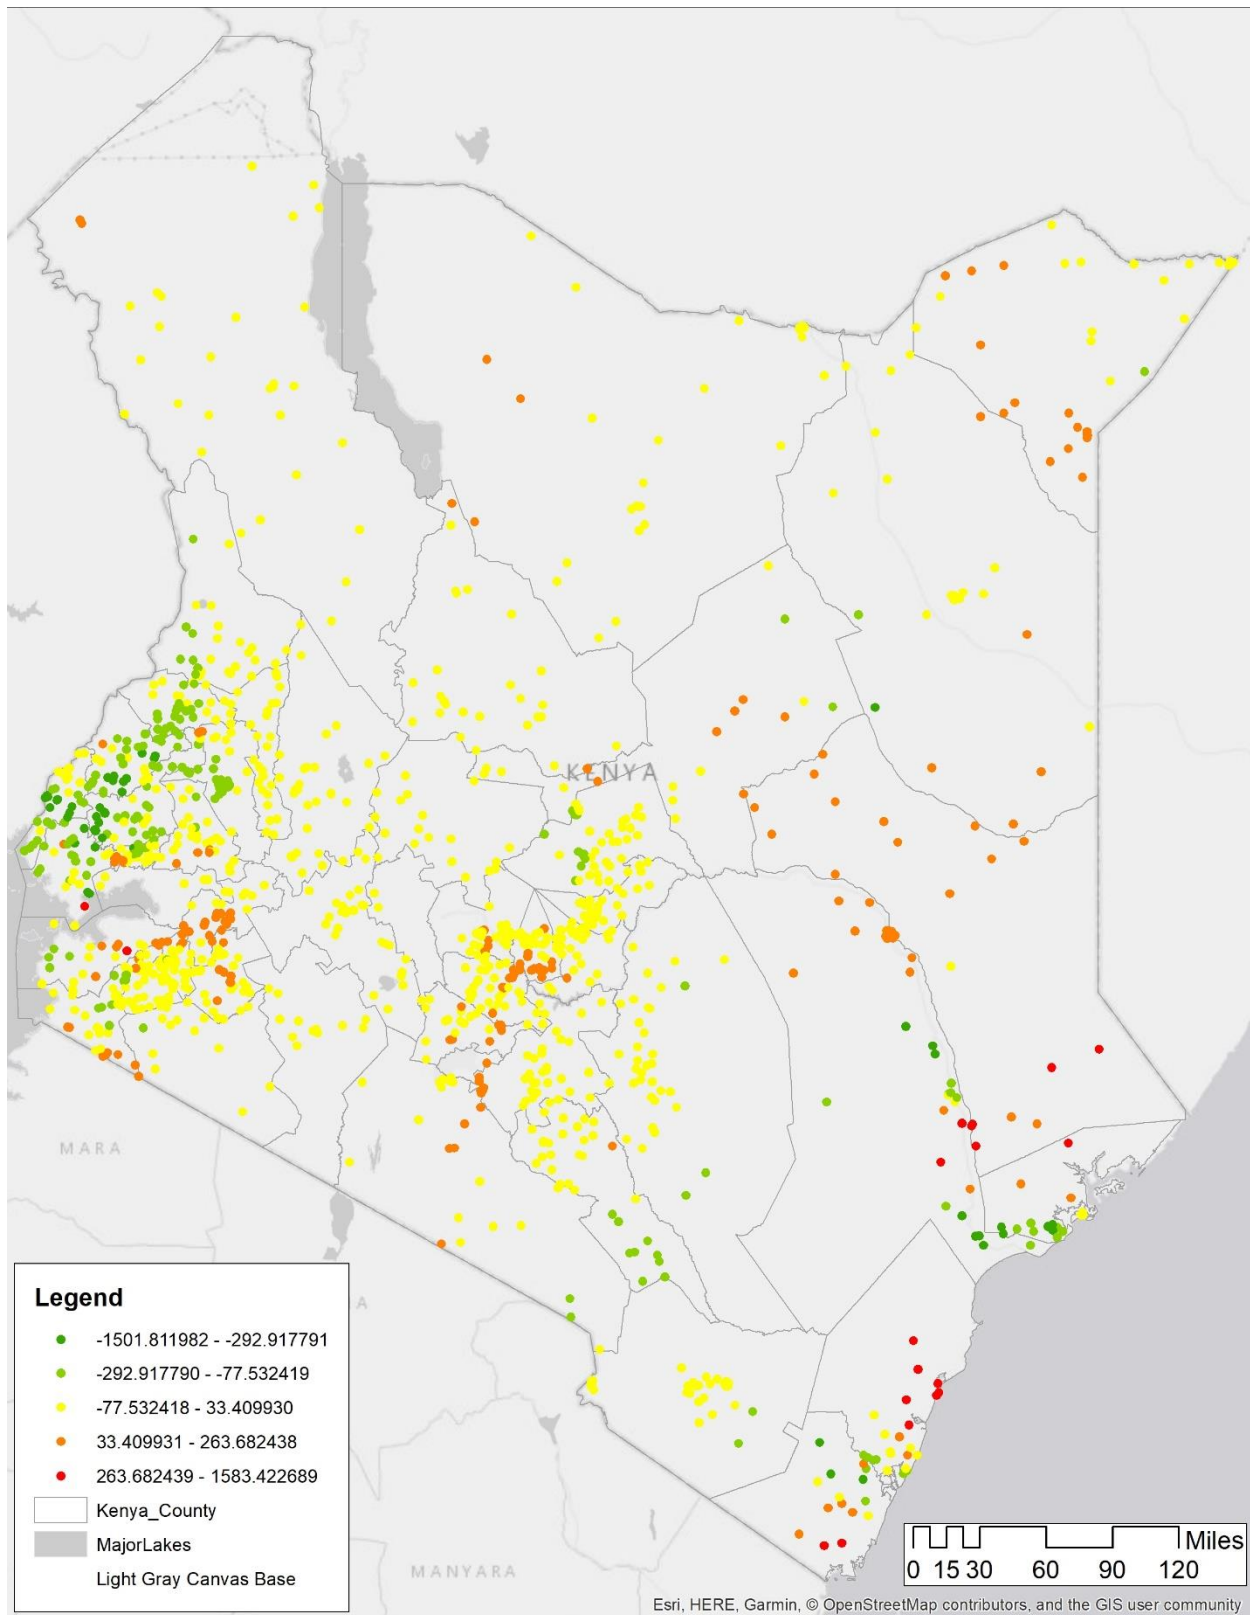 KENYA
MARA
A
MANYARA
Legend
-1501.811982 - -292.917791
-292.917790 - -77.532419
-77.532418 - 33.409930
33.409931 - 263.682438
263.682439 - 1583.422689
Kenya_County
MajorLakes
Light Gray Canvas Base
Miles
0 15 30 60 90 120
Esri, HERE, Garmin, © OpenStreetMap contributors, and the GIS user community